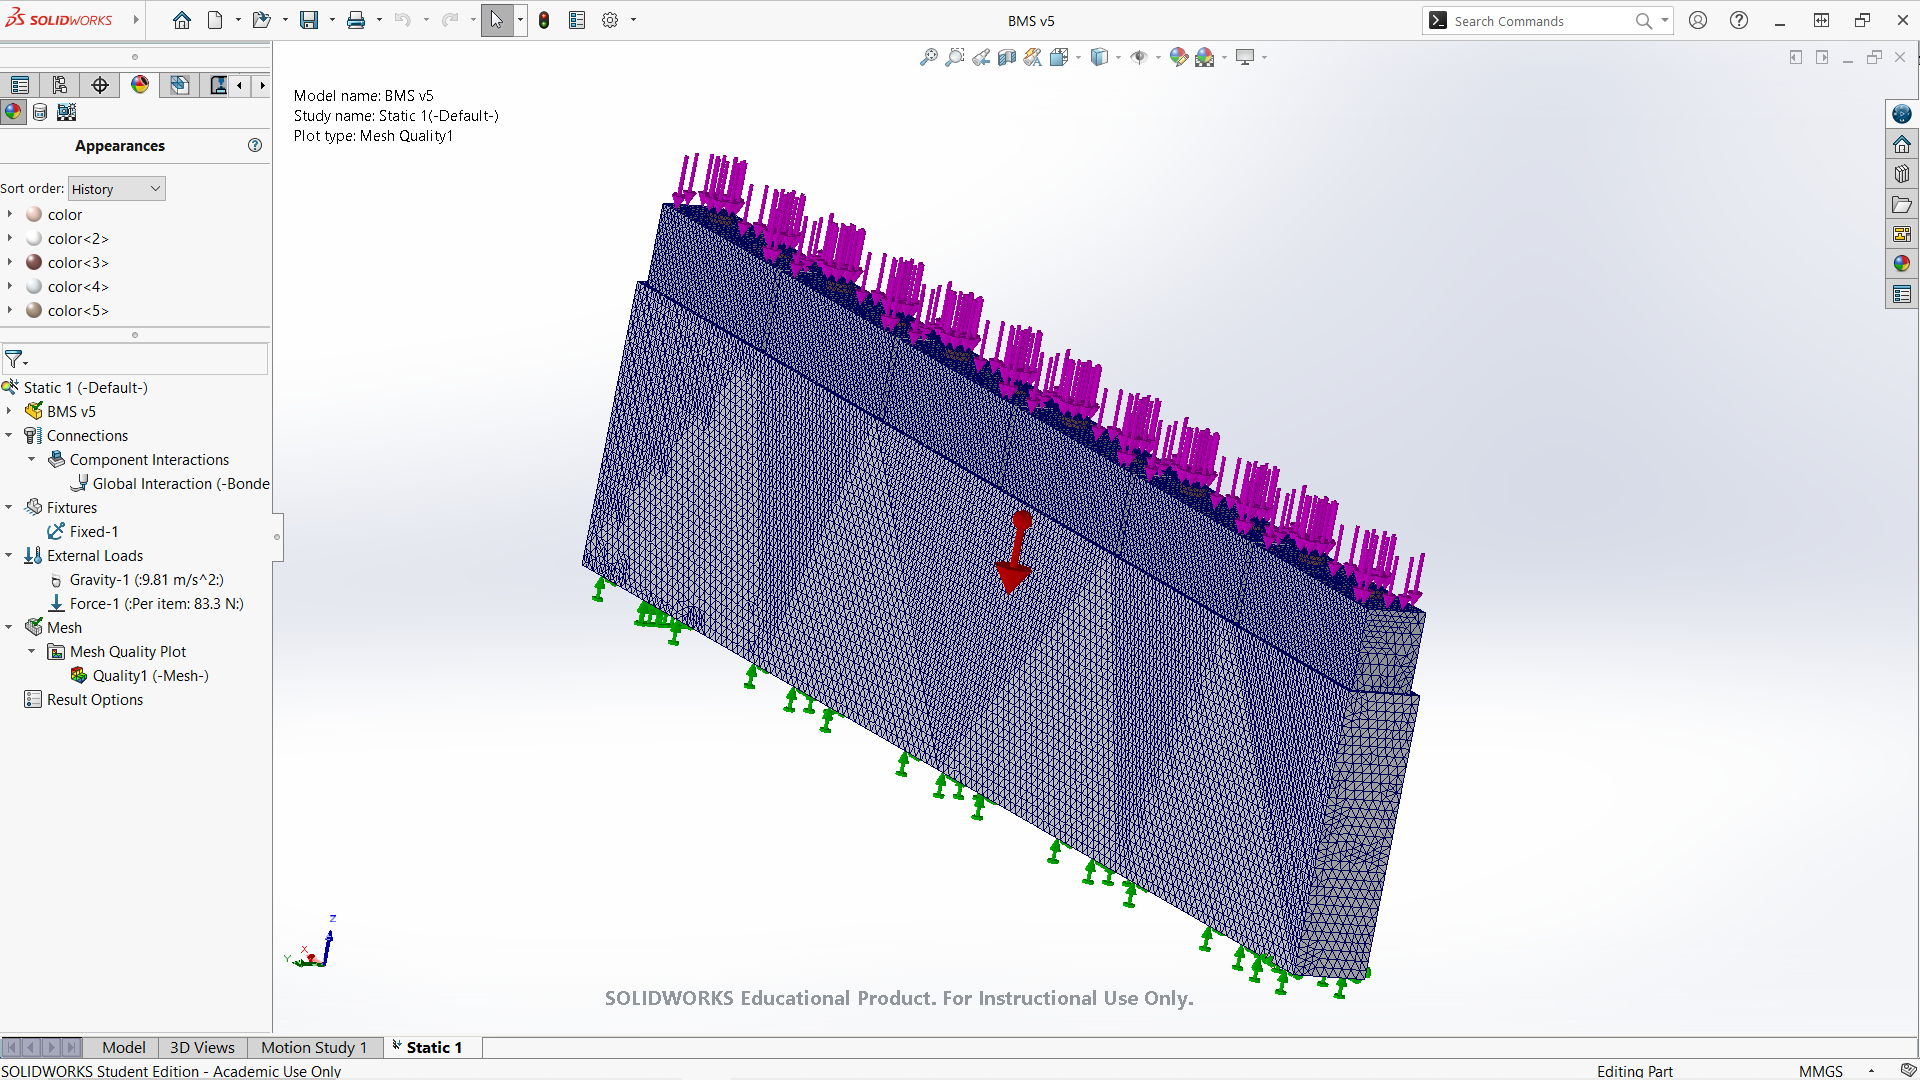 SOLIDWORKS
BMS v5
Search Commands
Model name: BMS v5
Study name: Static 1(-Default-)
Plot type: Mesh Quality1
Appearances
Sort order: History
color
color<2>
color<3>
color<4>
color<5>
Static 1 (-Default-)
BMS v5
Connections
Component Interactions
Global Interaction (-Bonde
Fixtures
Fixed-1
External Loads
Gravity-1 (:9.81 m/s^2:)
Force-1 (:Per item: 83.3 N:)
Mesh
Mesh Quality Plot
Quality1 (-Mesh-)
Result Options
Z
X
Y
SOLIDWORKS Educational Product. For Instructional Use Only.
Model
3D Views
Motion Study 1
Static 1
SOLIDWORKS Student Edition - Academic Use Only
Editing Part
MMGS